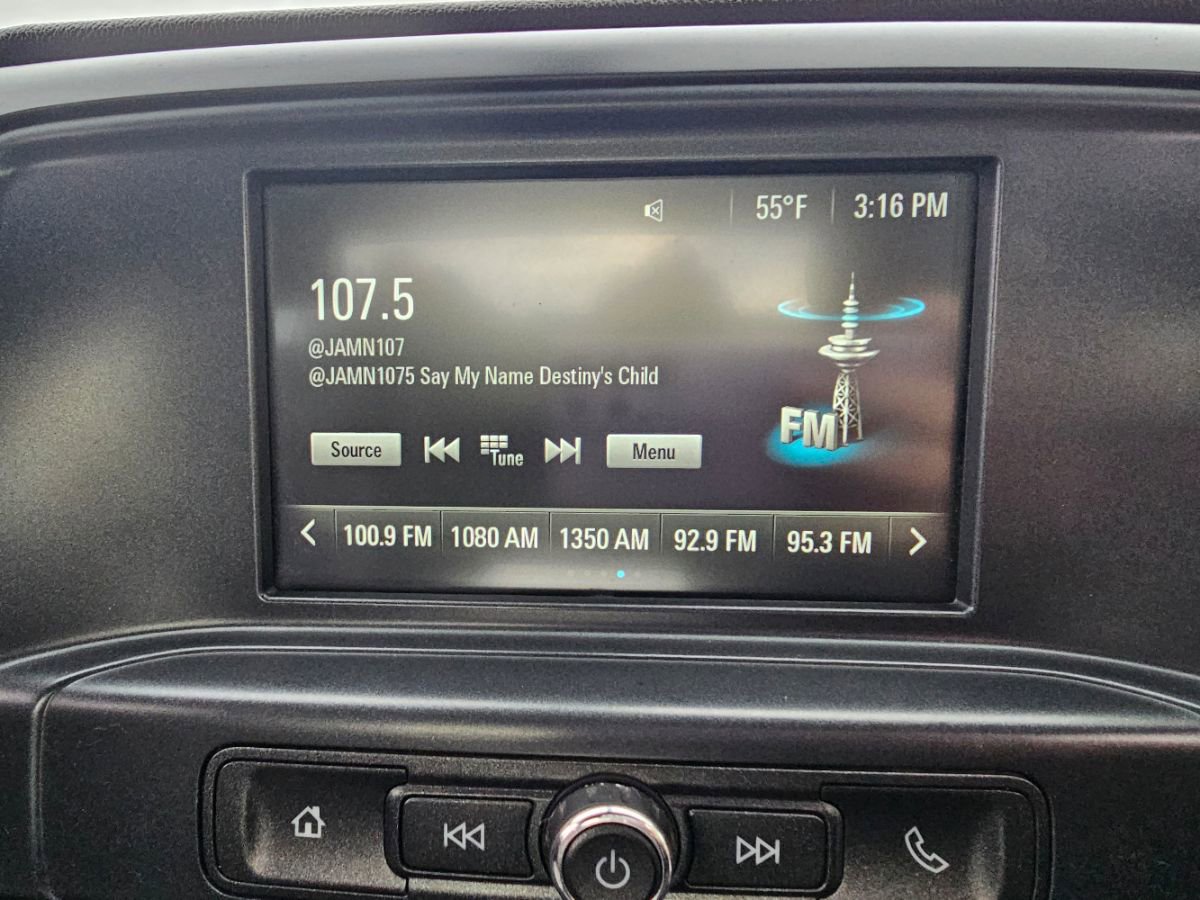 55°F 3:16 PM
107.5
@JAMN107
@JAMN1075 Say My Name Destiny's Child
FM
Source Tune Menu
100.9 FM 1080 AM 1350 AM 92.9 FM 95.3 FM